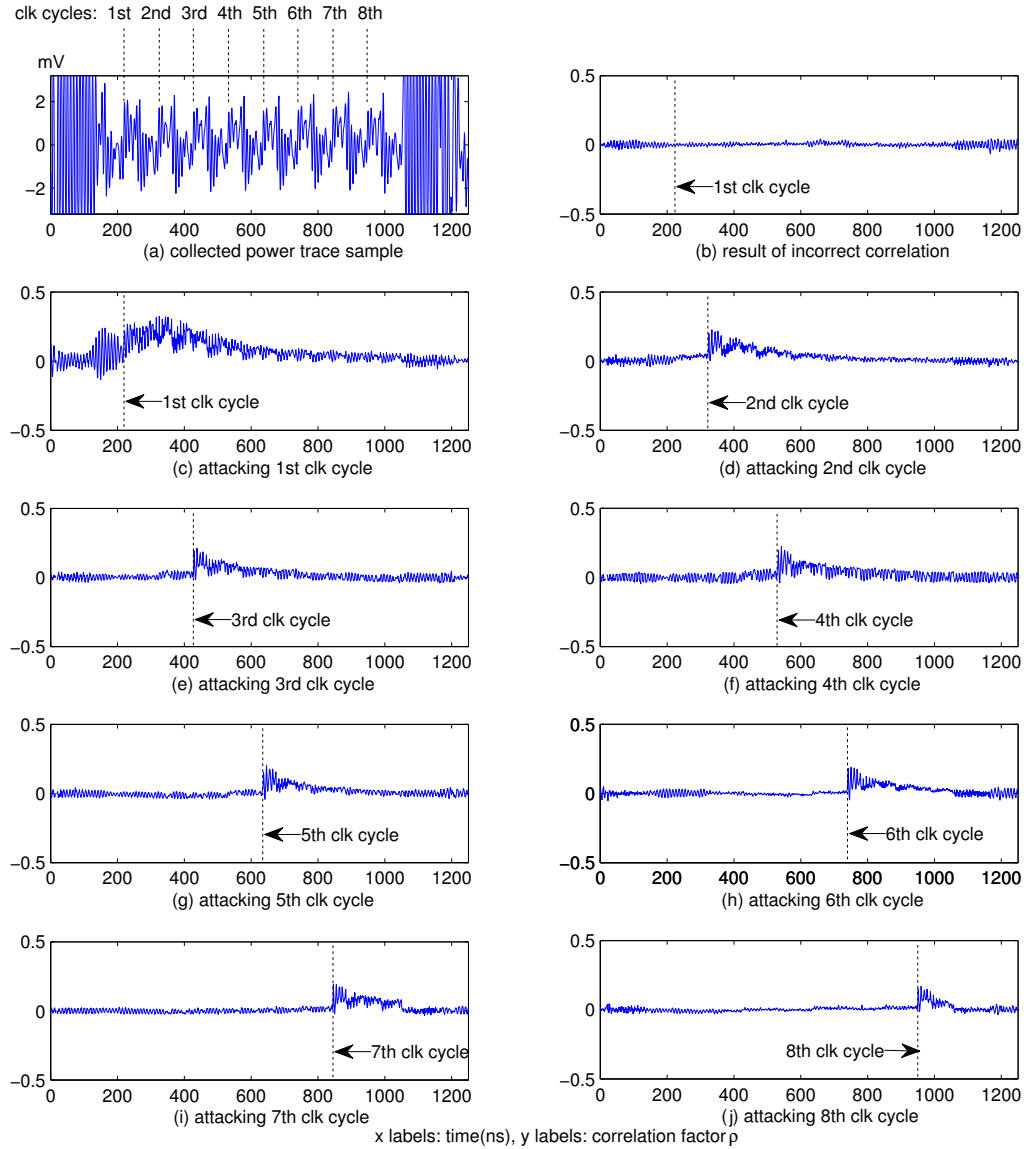 clk cycles: 1st 2nd 3rd 4th 5th 6th 7th 8th
mV
2
0
−2
0 200 400 600 800 1000 1200
(a) collected power trace sample
0.5
0
−0.5
1st clk cycle
0 200 400 600 800 1000 1200
(b) result of incorrect correlation
0.5
0
−0.5
1st clk cycle
0 200 400 600 800 1000 1200
(c) attacking 1st clk cycle
0.5
0
−0.5
2nd clk cycle
0 200 400 600 800 1000 1200
(d) attacking 2nd clk cycle
0.5
0
−0.5
3rd clk cycle
0 200 400 600 800 1000 1200
(e) attacking 3rd clk cycle
0.5
0
−0.5
4th clk cycle
0 200 400 600 800 1000 1200
(f) attacking 4th clk cycle
0.5
0
−0.5
5th clk cycle
0 200 400 600 800 1000 1200
(g) attacking 5th clk cycle
0.5
0
−0.5
6th clk cycle
0 200 400 600 800 1000 1200
(h) attacking 6th clk cycle
0.5
0
−0.5
7th clk cycle
0 200 400 600 800 1000 1200
(i) attacking 7th clk cycle
0.5
0
−0.5
8th clk cycle
0 200 400 600 800 1000 1200
(j) attacking 8th clk cycle
x labels: time(ns), y labels: correlation factor ρ